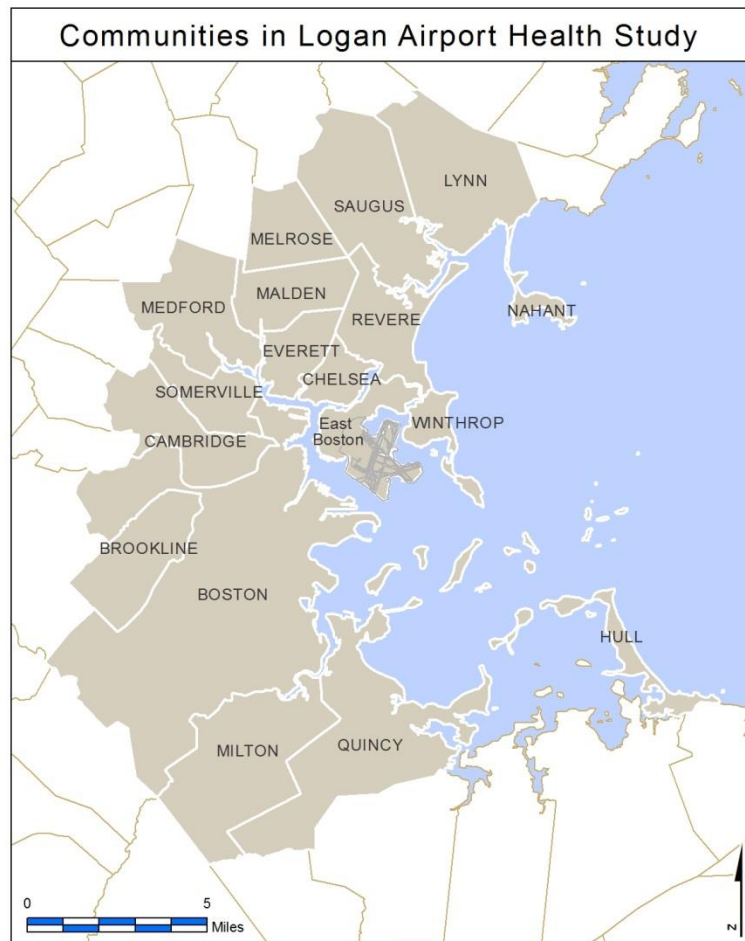 Communities in Logan Airport Health Study
LYNN
SAUGUS
MELROSE
MALDEN
MEDFORD
REVERE
NAHANT
EVERETT
CHELSEA
SOMERVILLE
East
Boston
WINTHROP
CAMBRIDGE
BROOKLINE
BOSTON
HULL
MILTON
QUINCY
0 5
Miles
N